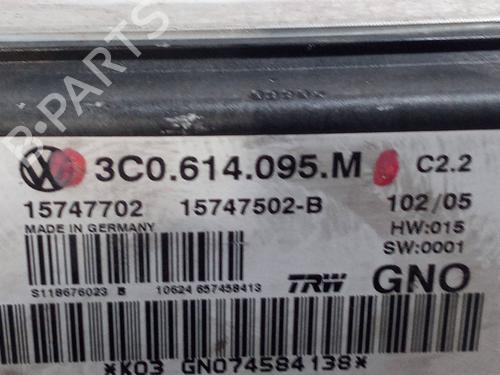 B-PARTS
3C0.614.095.M C2.2
15747702 15747502-B 102/05
MADE IN GERMANY HW:015
SW:0001
S118676023 B 10624 657458413 TRW GNO
*K03 GNO74584138*